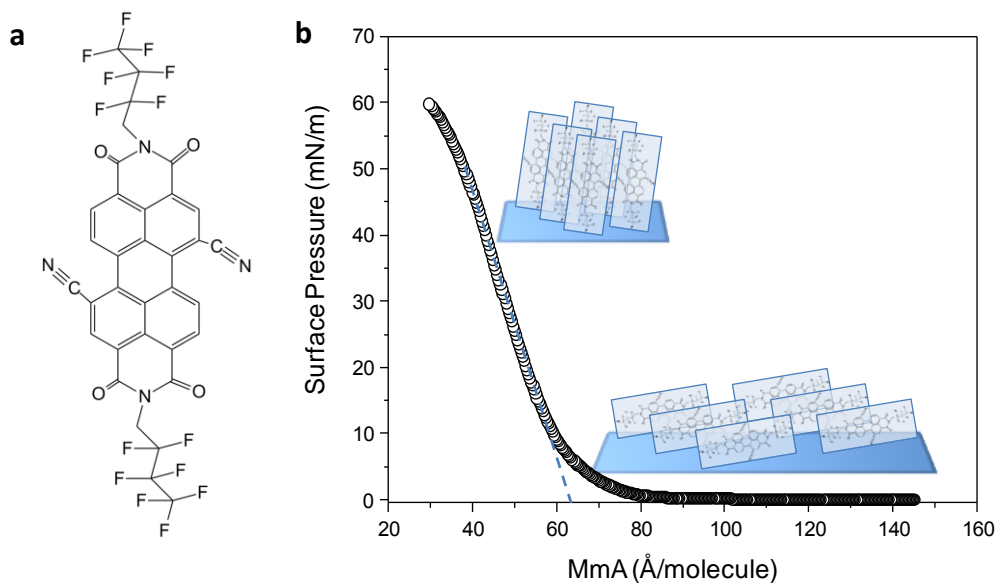 a
F
F F
F F
F F
N
O O
C N
N C
O O
N
F
F
F F
F F
F
b
Surface Pressure (mN/m)
70
60
50
40
30
20
10
0
20 40 60 80 100 120 140 160
MmA (Å/molecule)